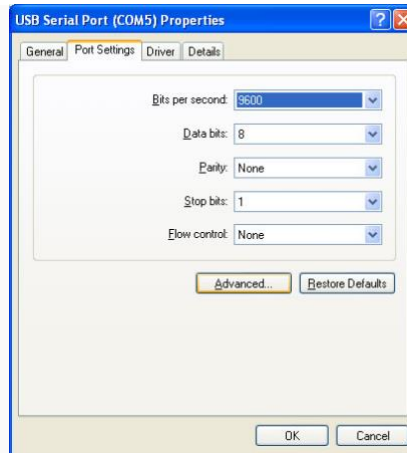 USB Serial Port (COM5) Properties
General Port Settings Driver Details
Bits per second: 9600
Data bits: 8
Parity: None
Stop bits: 1
Flow control: None
Advanced... Restore Defaults
OK Cancel